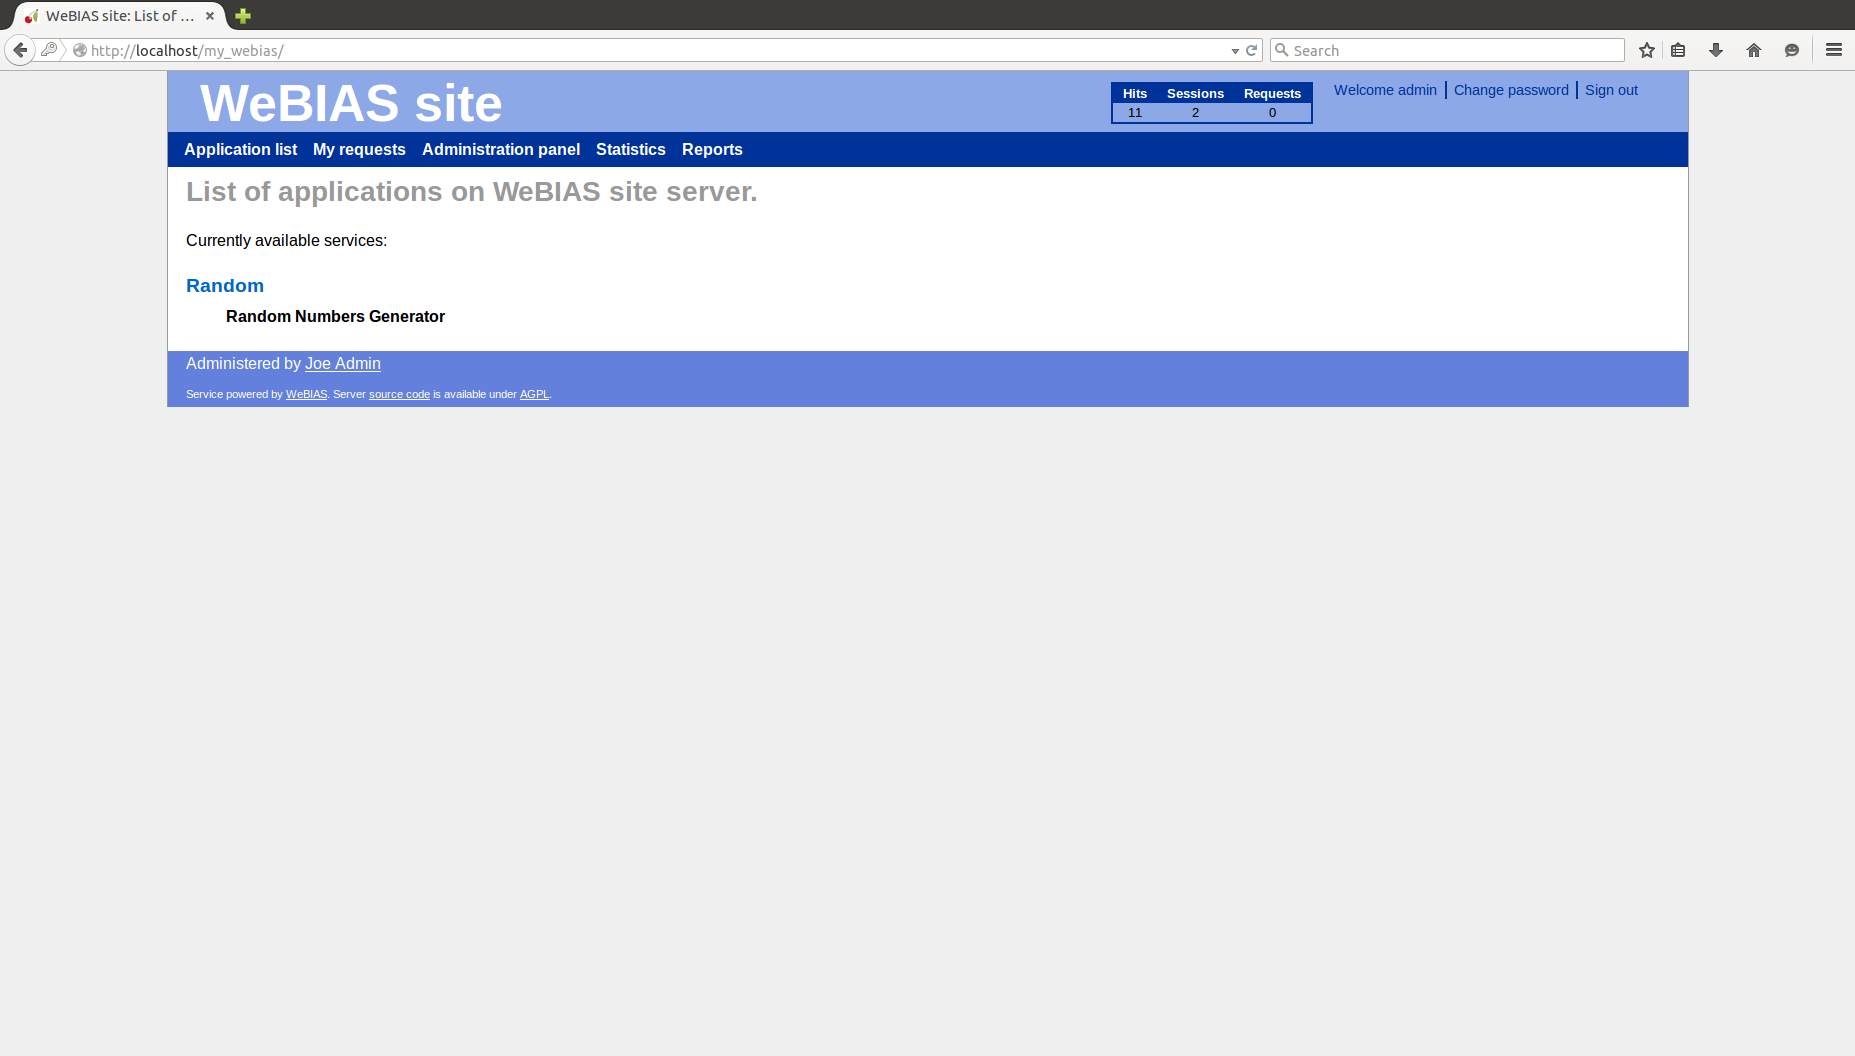 WeBIAS site: List of ...
http://localhost/my_webias/
Search
WeBIAS site
Hits Sessions Requests
11 2 0
Welcome admin Change password Sign out
Application list My requests Administration panel Statistics Reports
List of applications on WeBIAS site server.
Currently available services:
Random
Random Numbers Generator
Administered by Joe Admin
Service powered by WeBIAS. Server source code is available under AGPL.